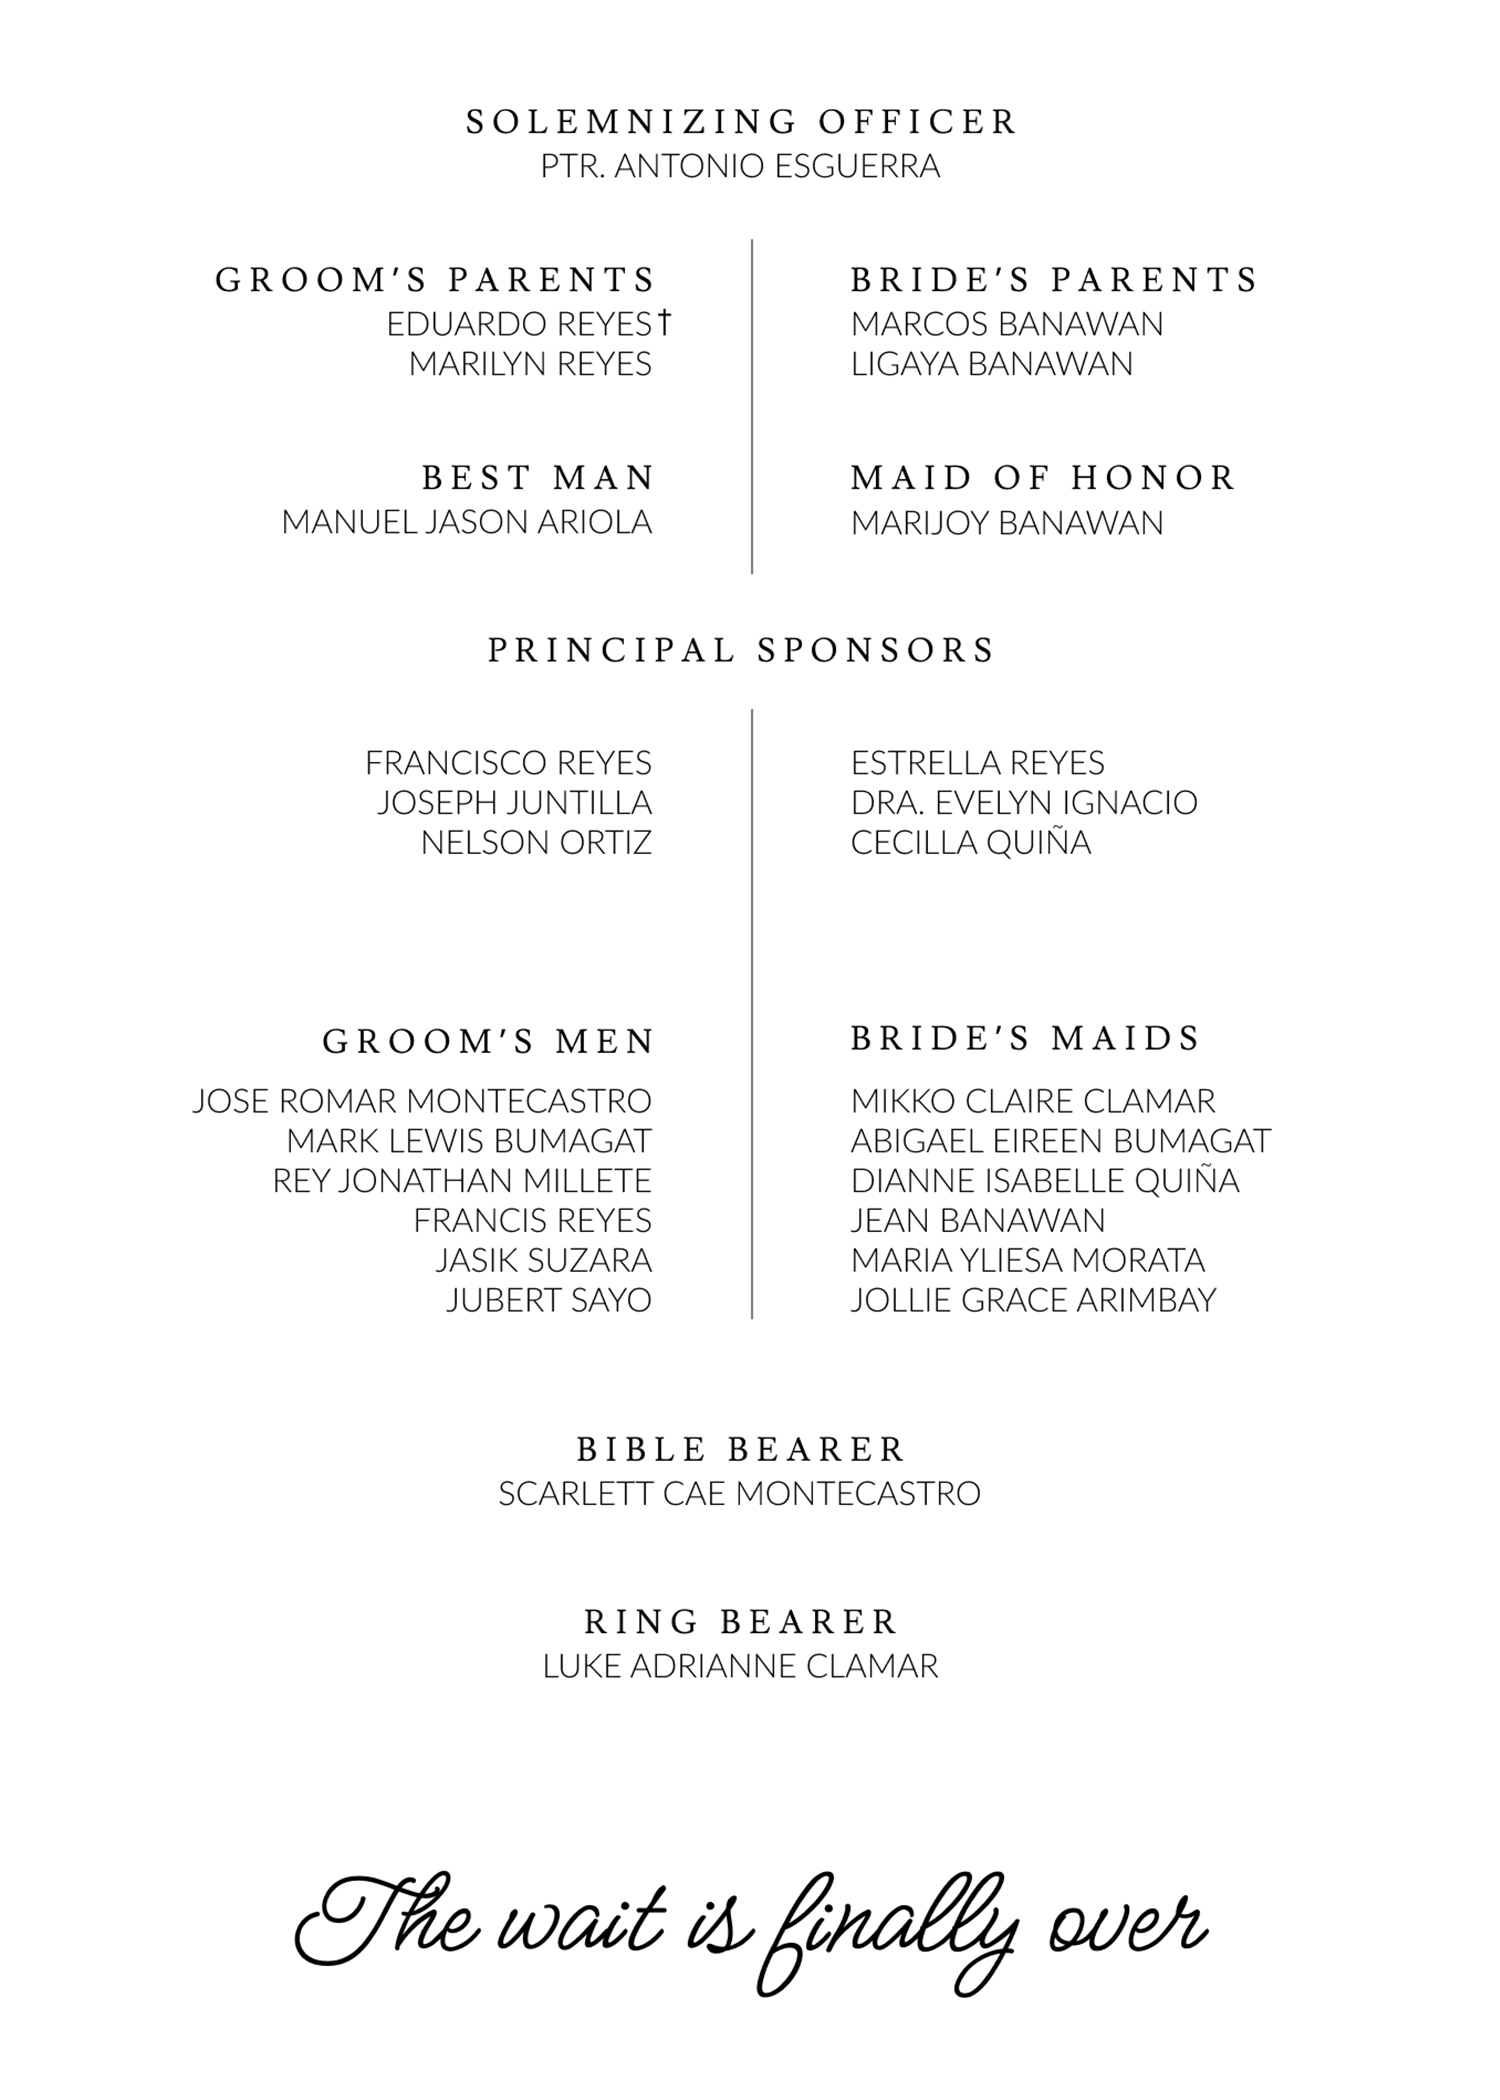 SOLEMNIZING OFFICER
PTR. ANTONIO ESGUERRA
GROOM'S PARENTS
EDUARDO REYES†
MARILYN REYES
BRIDE'S PARENTS
MARCOS BANAWAN
LIGAYA BANAWAN
BEST MAN
MANUEL JASON ARIOLA
MAID OF HONOR
MARIJOY BANAWAN
PRINCIPAL SPONSORS
FRANCISCO REYES
JOSEPH JUNTILLA
NELSON ORTIZ
ESTRELLA REYES
DRA. EVELYN IGNACIO
CECILLA QUIÑA
GROOM'S MEN
JOSE ROMAR MONTECASTRO
MARK LEWIS BUMAGAT
REY JONATHAN MILLETE
FRANCIS REYES
JASIK SUZARA
JUBERT SAYO
BRIDE'S MAIDS
MIKKO CLAIRE CLAMAR
ABIGAEL EIREEN BUMAGAT
DIANNE ISABELLE QUIÑA
JEAN BANAWAN
MARIA YLIESA MORATA
JOLLIE GRACE ARIMBAY
BIBLE BEARER
SCARLETT CAE MONTECASTRO
RING BEARER
LUKE ADRIANNE CLAMAR
The wait is finally over